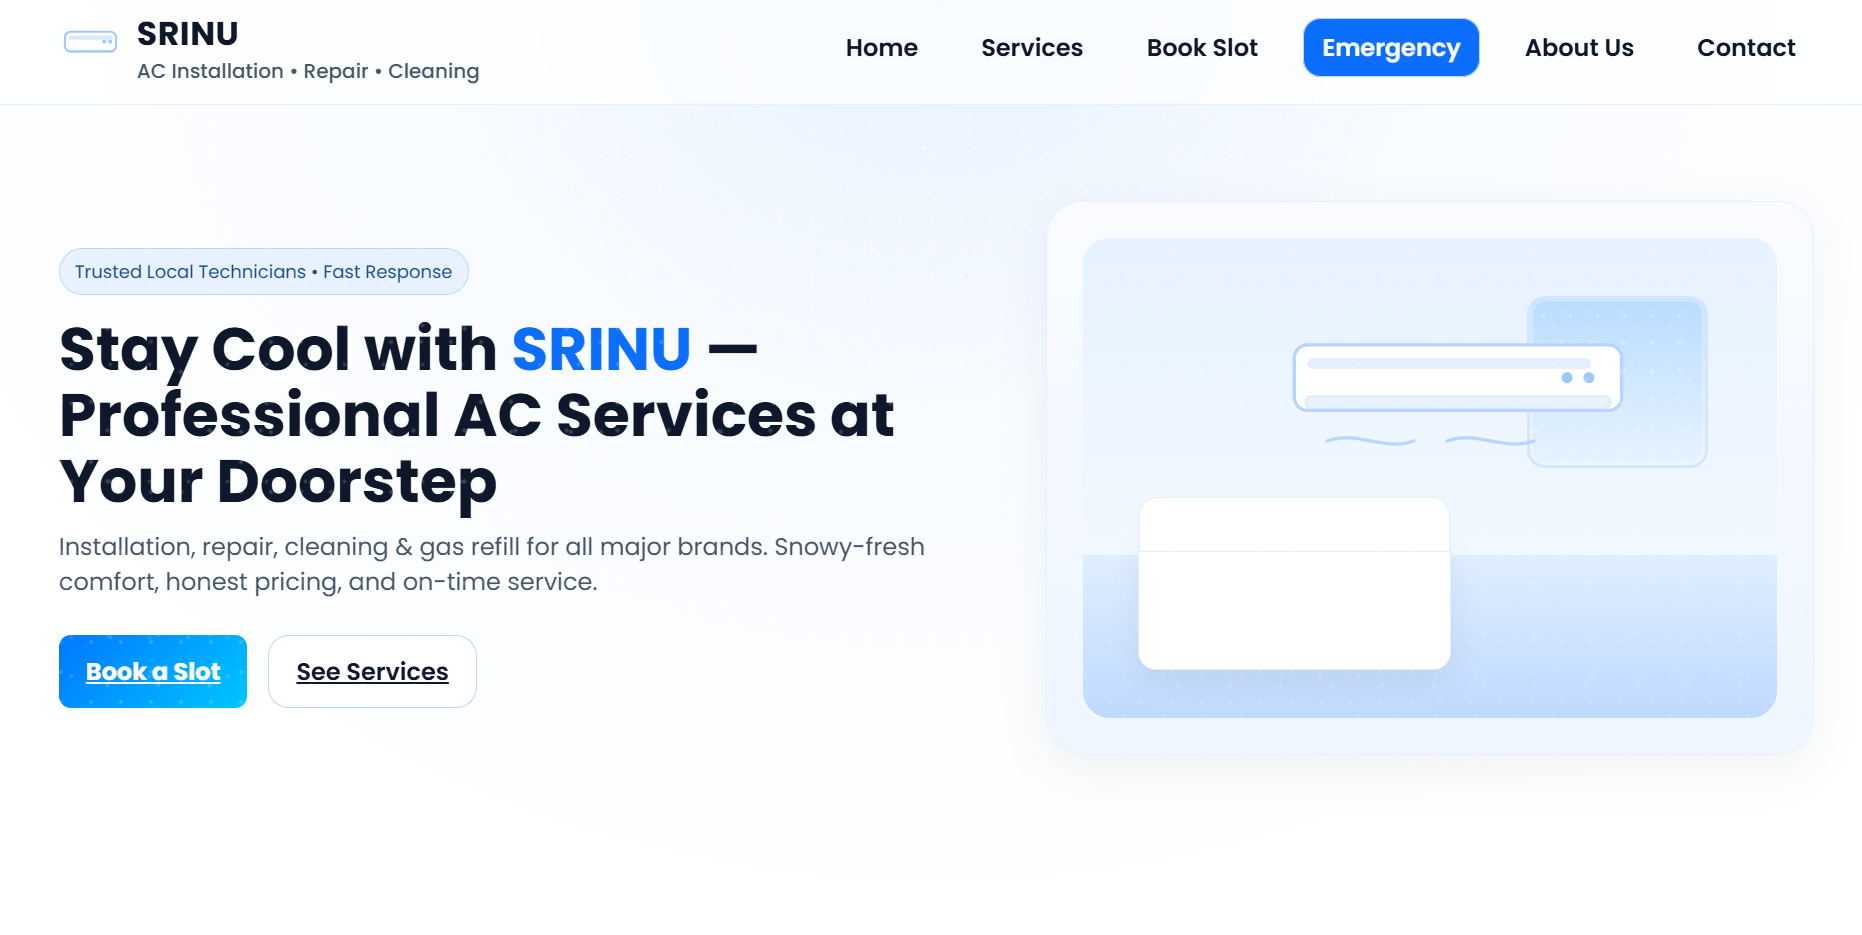 SRINU
AC Installation • Repair • Cleaning
Home
Services
Book Slot
Emergency
About Us
Contact
Trusted Local Technicians • Fast Response
Stay Cool with SRINU —
Professional AC Services at
Your Doorstep
Installation, repair, cleaning & gas refill for all major brands. Snowy-fresh
comfort, honest pricing, and on-time service.
Book a Slot
See Services